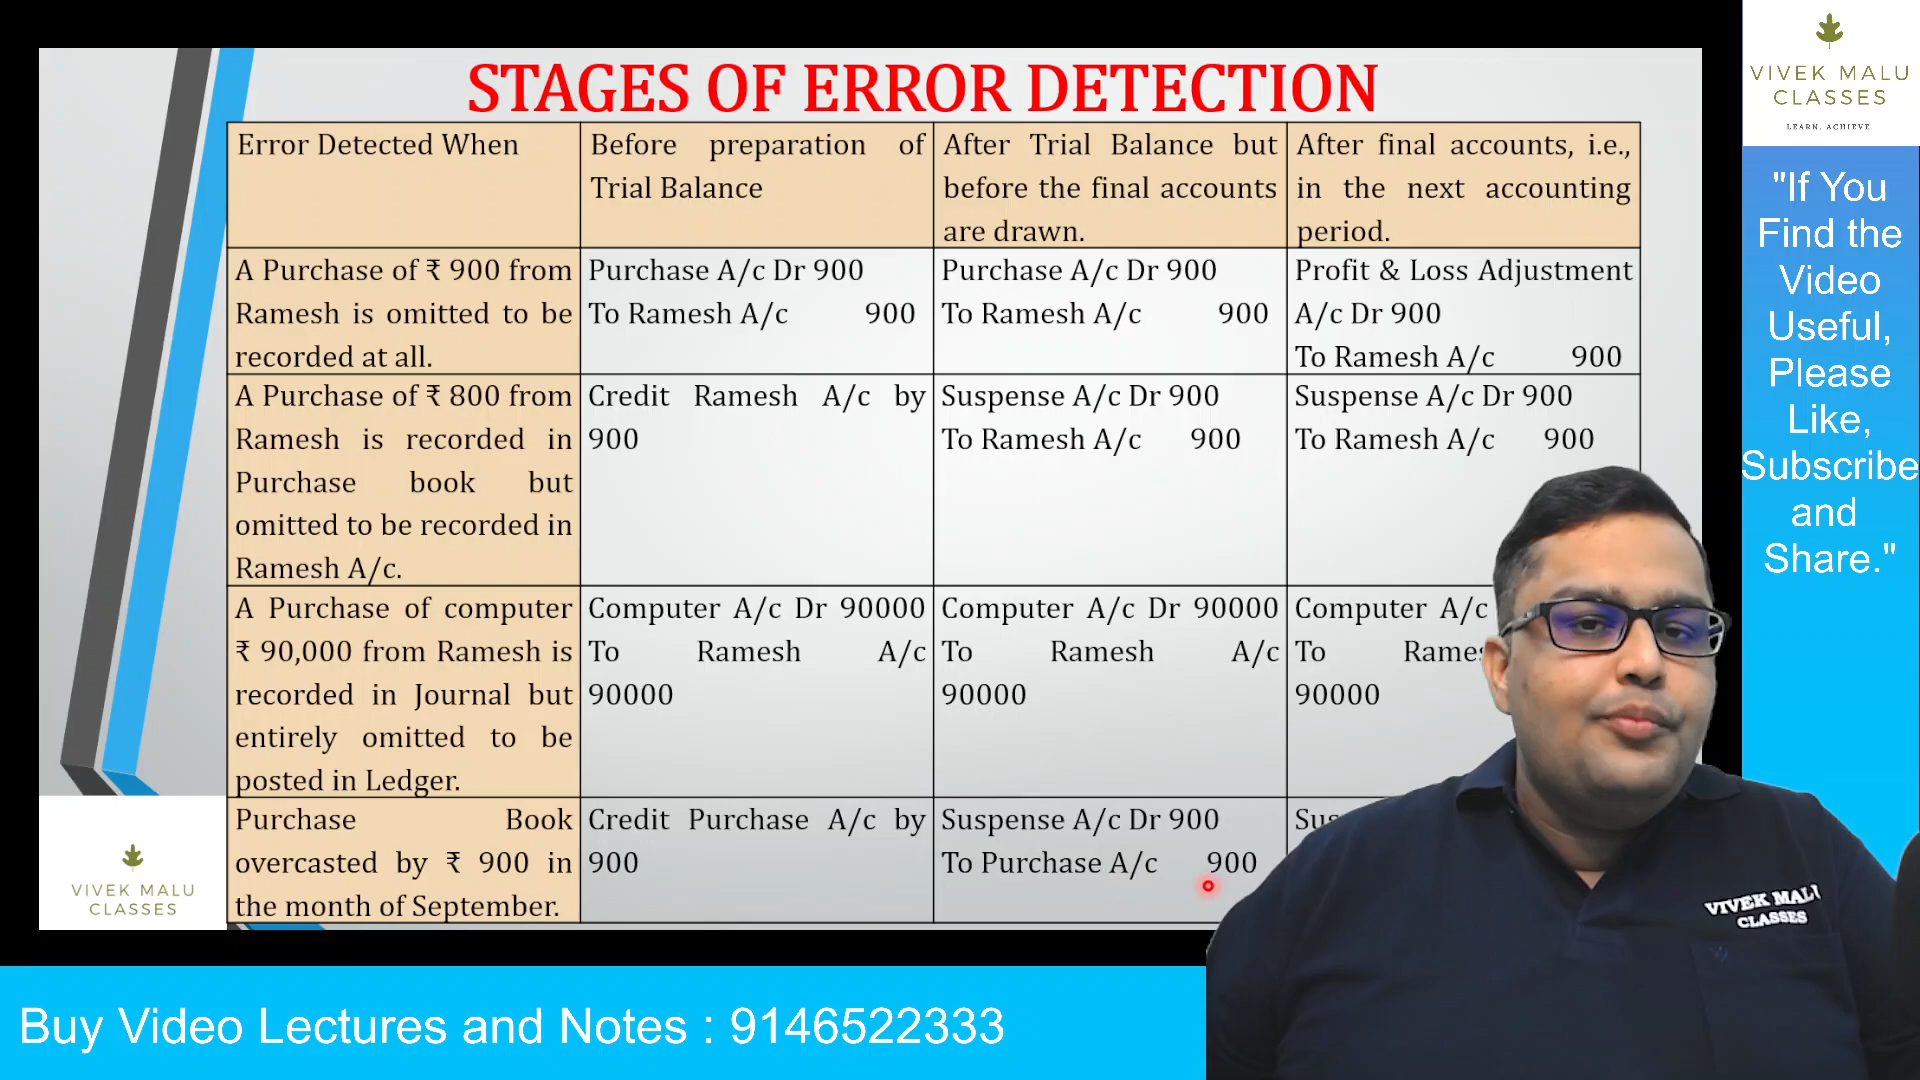 STAGES OF ERROR DETECTION
Error Detected When
Before preparation of
Trial Balance
After Trial Balance but
before the final accounts
are drawn.
After final accounts, i.e.,
in the next accounting
period.
A Purchase of ₹ 900 from
Ramesh is omitted to be
recorded at all.
Purchase A/c Dr 900
To Ramesh A/c 900
Purchase A/c Dr 900
To Ramesh A/c 900
Profit & Loss Adjustment
A/c Dr 900
To Ramesh A/c 900
A Purchase of ₹ 800 from
Ramesh is recorded in
Purchase book but
omitted to be recorded in
Ramesh A/c.
Credit Ramesh A/c by
900
Suspense A/c Dr 900
To Ramesh A/c 900
Suspense A/c Dr 900
To Ramesh A/c 900
A Purchase of computer
₹ 90,000 from Ramesh is
recorded in Journal but
entirely omitted to be
posted in Ledger.
Computer A/c Dr 90000
To Ramesh A/c
90000
Computer A/c Dr 90000
To Ramesh A/c
90000
Computer A/c
To
90000
Purchase Book
overcasted by ₹ 900 in
the month of September.
Credit Purchase A/c by
900
Suspense A/c Dr 900
To Purchase A/c 900
VIVEK MALU
CLASSES
VIVEK MALU
CLASSES
LEARN. ACHIEVE.
"If You
Find the
Video
Useful,
Please
Like,
Subscribe
and
Share."
VIVEK MALU
CLASSES
Buy Video Lectures and Notes : 9146522333